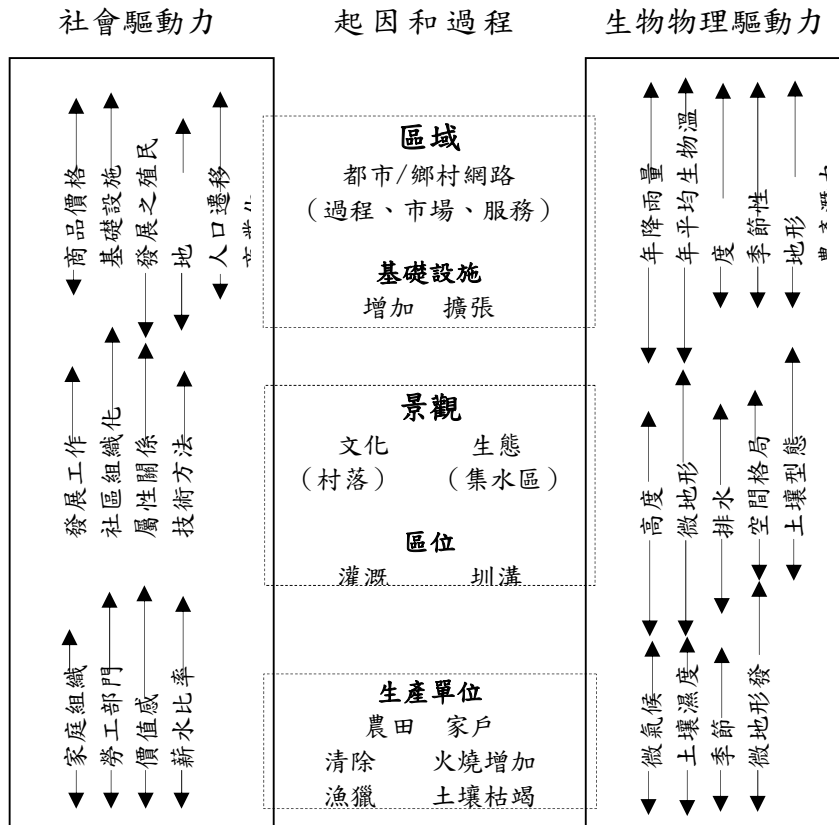 社會驅動力
起因和過程
生物物理驅動力
商品價格
基礎設施
發展之殖民
地
人口遷移
發展工作
社區組織化
屬性關係
技術方法
家庭組織
勞工部門
價值感
薪水比率
區域
都市/鄉村網路
（過程、市場、服務）
基礎設施
增加 擴張
景觀
文化 生態
（村落） （集水區）
區位
灌溉 圳溝
生產單位
農田 家戶
清除 火燒增加
漁獵 土壤枯竭
年降雨量
年平均生物溫
度
季節性
地形
高度
微地形
排水
空間格局
土壤型態
微氣候
土壤濕度
季節
微地形發